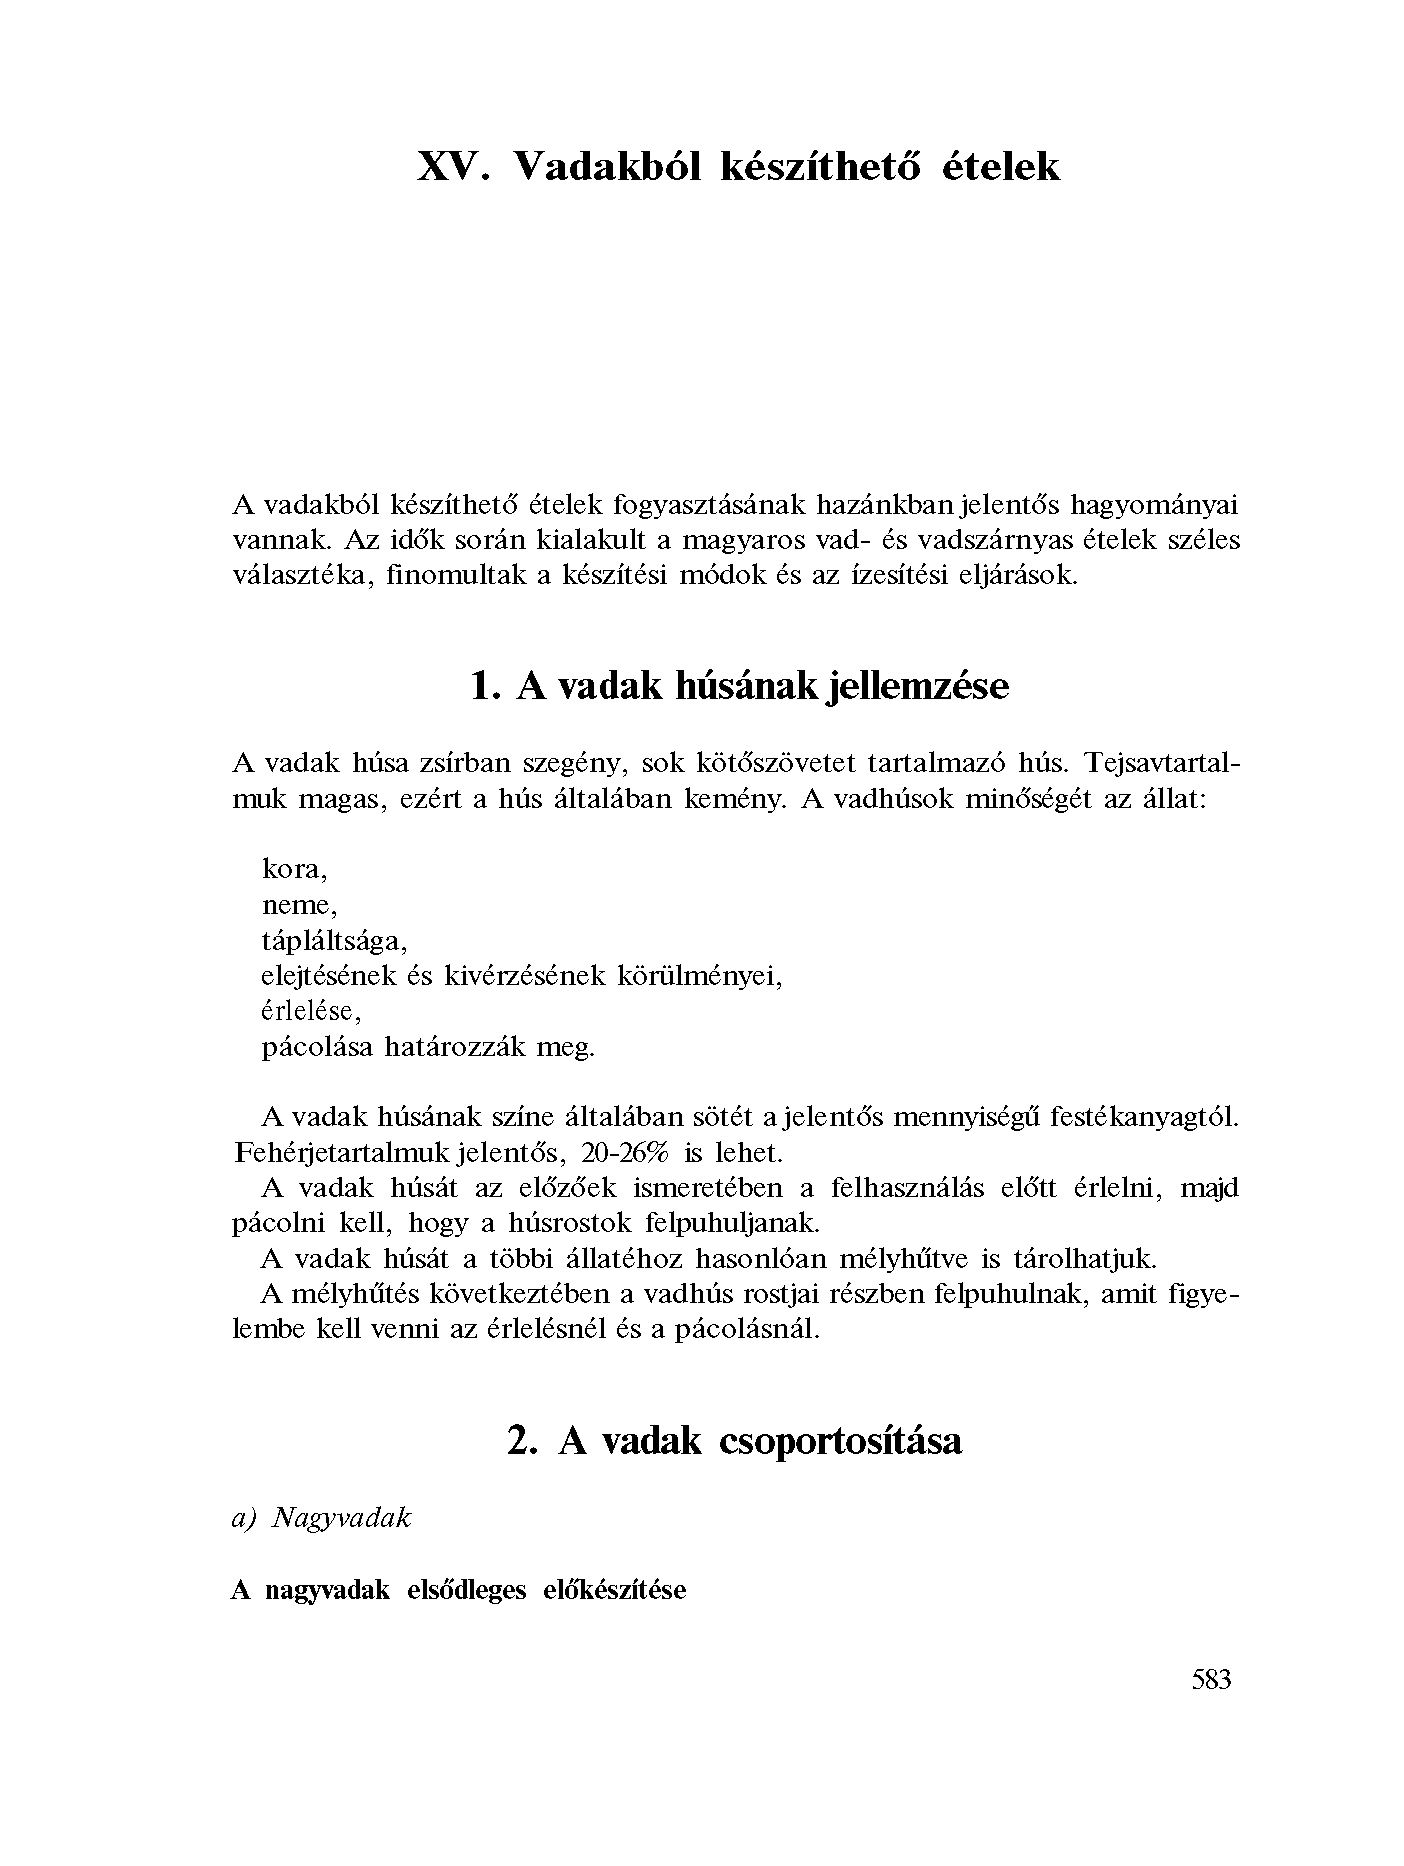 XV. Vadakból készíthető ételek
A vadakból készíthető ételek fogyasztásának hazánkban jelentős hagyományai
vannak. Az idők során kialakult a magyaros vad- és vadszárnyas ételek széles
választéka, finomultak a készítési módok és az ízesítési eljárások.
1. A vadak húsának jellemzése
A vadak húsa zsírban szegény, sok kötőszövetet tartalmazó hús. Tejsavtartal-
muk magas, ezért a hús általában kemény. A vadhúsok minőségét az állat:
kora,
neme,
tápláltsága,
elejtésének és kivérzésének körülményei,
érlelése,
pácolása határozzák meg.
A vadak húsának színe általában sötét a jelentős mennyiségű festékanyagtól.
Fehérjetartalmuk jelentős, 20-26% is lehet.
A vadak húsát az előzőek ismeretében a felhasználás előtt érlelni, majd
pácolni kell, hogy a húsrostok felpuhuljanak.
A vadak húsát a többi állatéhoz hasonlóan mélyhűtve is tárolhatjuk.
A mélyhűtés következtében a vadhús rostjai részben felpuhulnak, amit figye-
lembe kell venni az érlelésnél és a pácolásnál.
2. A vadak csoportosítása
a) Nagyvadak
A nagyvadak elsődleges előkészítése
583